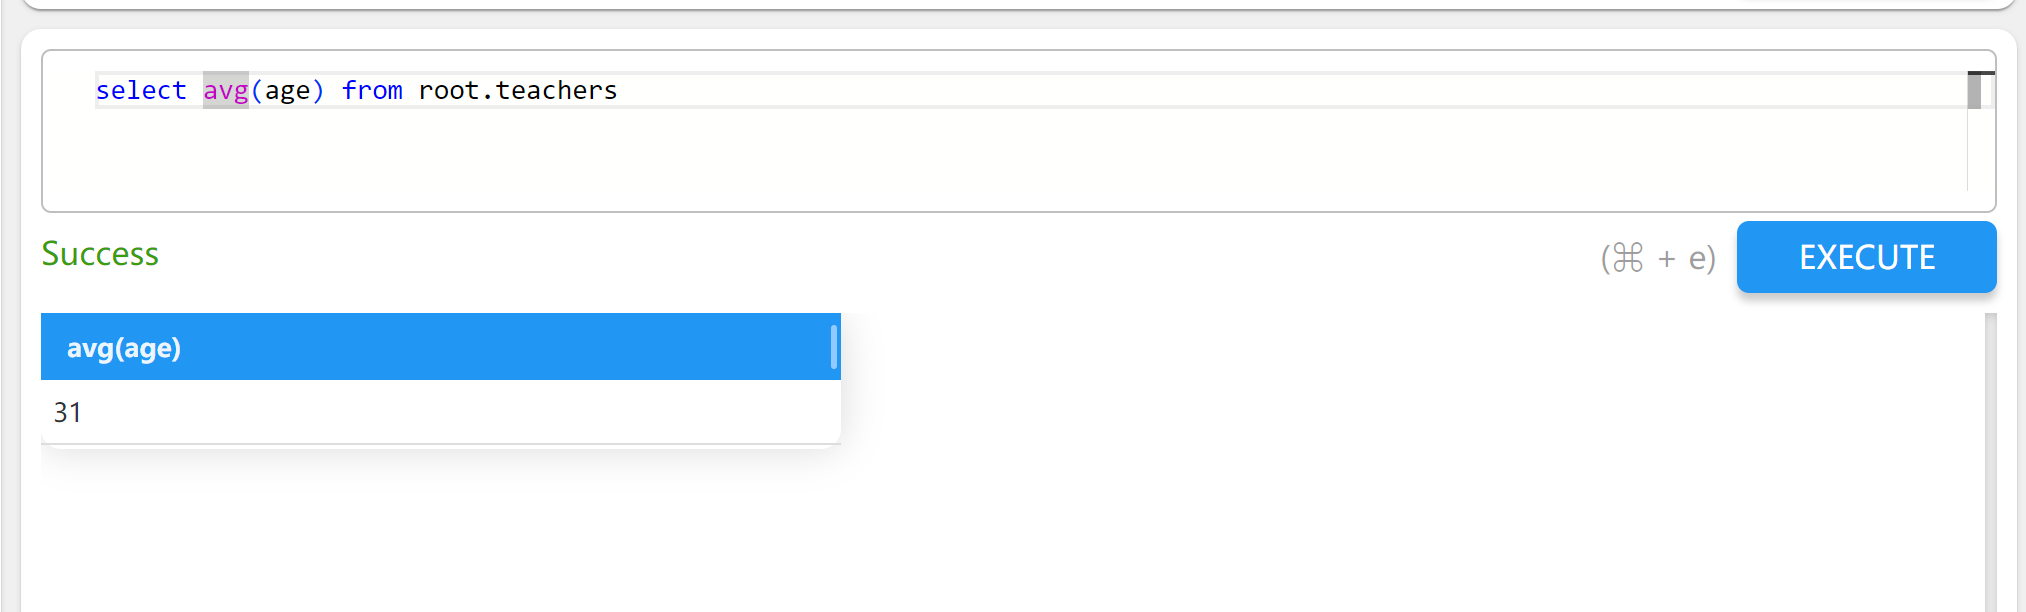 select avg(age) from root.teachers
Success
(⌘ + e)
EXECUTE
avg(age)
31